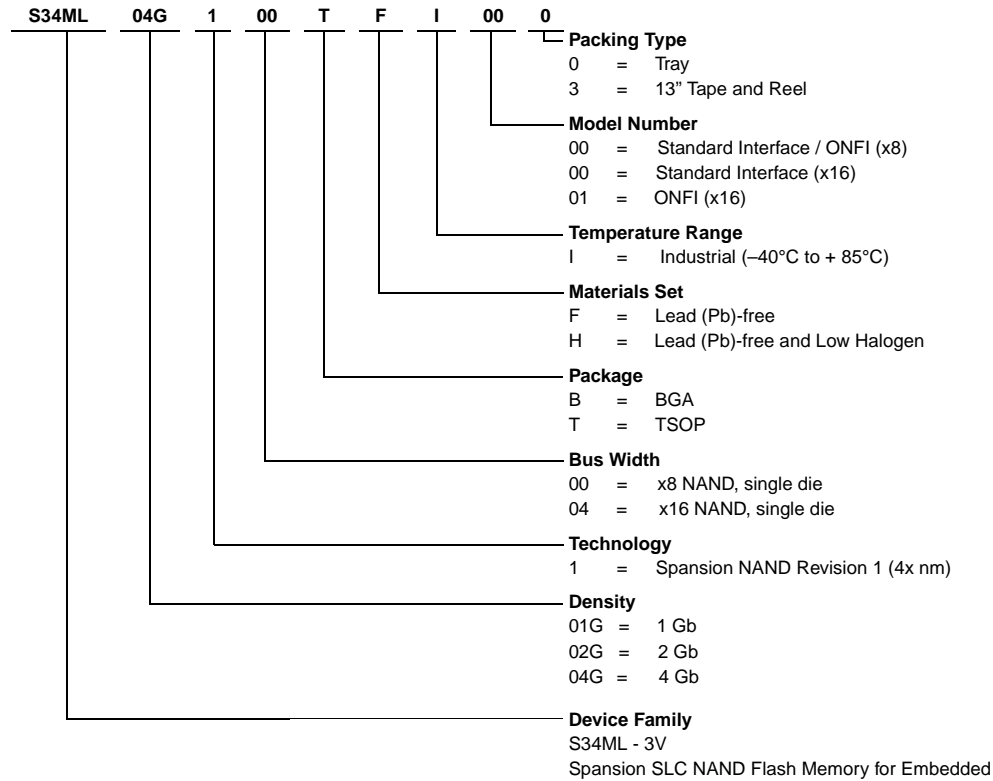 S34ML 04G 1 00 T F I 00 0
Packing Type
0 = Tray
3 = 13” Tape and Reel
Model Number
00 = Standard Interface / ONFI (x8)
00 = Standard Interface (x16)
01 = ONFI (x16)
Temperature Range
I = Industrial (–40°C to + 85°C)
Materials Set
F = Lead (Pb)-free
H = Lead (Pb)-free and Low Halogen
Package
B = BGA
T = TSOP
Bus Width
00 = x8 NAND, single die
04 = x16 NAND, single die
Technology
1 = Spansion NAND Revision 1 (4x nm)
Density
01G = 1 Gb
02G = 2 Gb
04G = 4 Gb
Device Family
S34ML - 3V
Spansion SLC NAND Flash Memory for Embedded